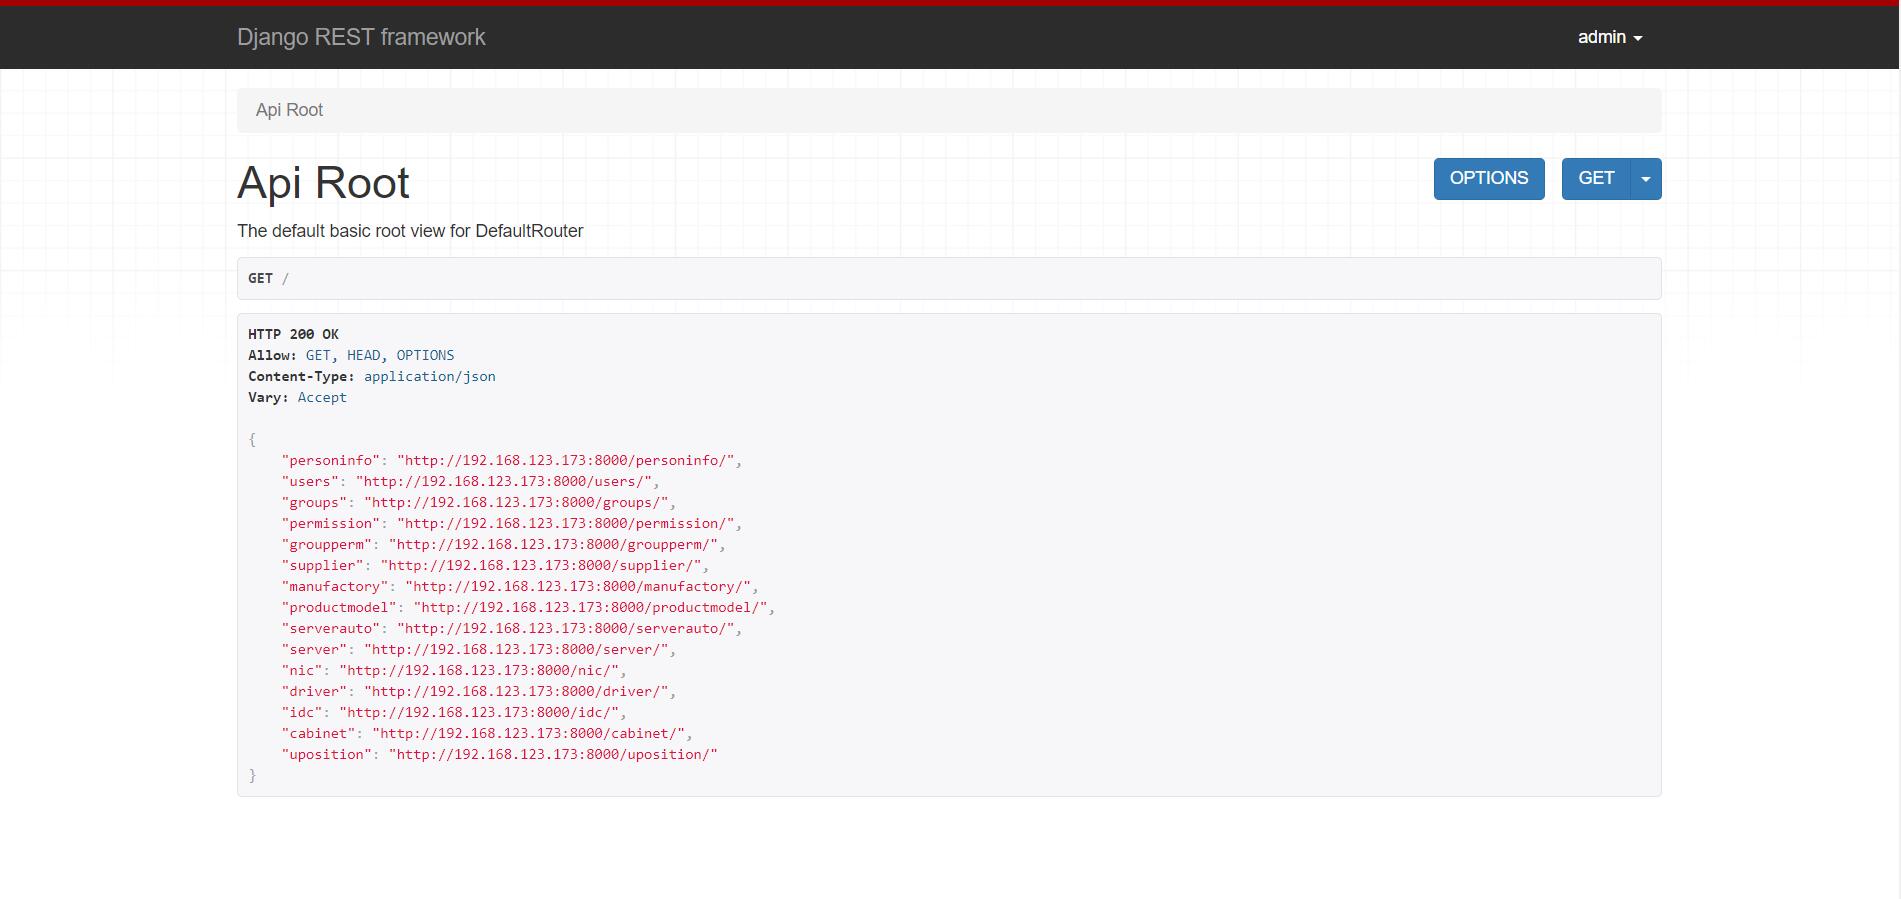 Django REST framework
admin
Api Root
Api Root
OPTIONS
GET
The default basic root view for DefaultRouter
GET /
HTTP 200 OK
Allow: GET, HEAD, OPTIONS
Content-Type: application/json
Vary: Accept
{
    "personinfo": "http://192.168.123.173:8000/personinfo/",
    "users": "http://192.168.123.173:8000/users/",
    "groups": "http://192.168.123.173:8000/groups/",
    "permission": "http://192.168.123.173:8000/permission/",
    "groupperm": "http://192.168.123.173:8000/groupperm/",
    "supplier": "http://192.168.123.173:8000/supplier/",
    "manufactory": "http://192.168.123.173:8000/manufactory/",
    "productmodel": "http://192.168.123.173:8000/productmodel/",
    "serverauto": "http://192.168.123.173:8000/serverauto/",
    "server": "http://192.168.123.173:8000/server/",
    "nic": "http://192.168.123.173:8000/nic/",
    "driver": "http://192.168.123.173:8000/driver/",
    "idc": "http://192.168.123.173:8000/idc/",
    "cabinet": "http://192.168.123.173:8000/cabinet/",
    "uposition": "http://192.168.123.173:8000/uposition/"
}